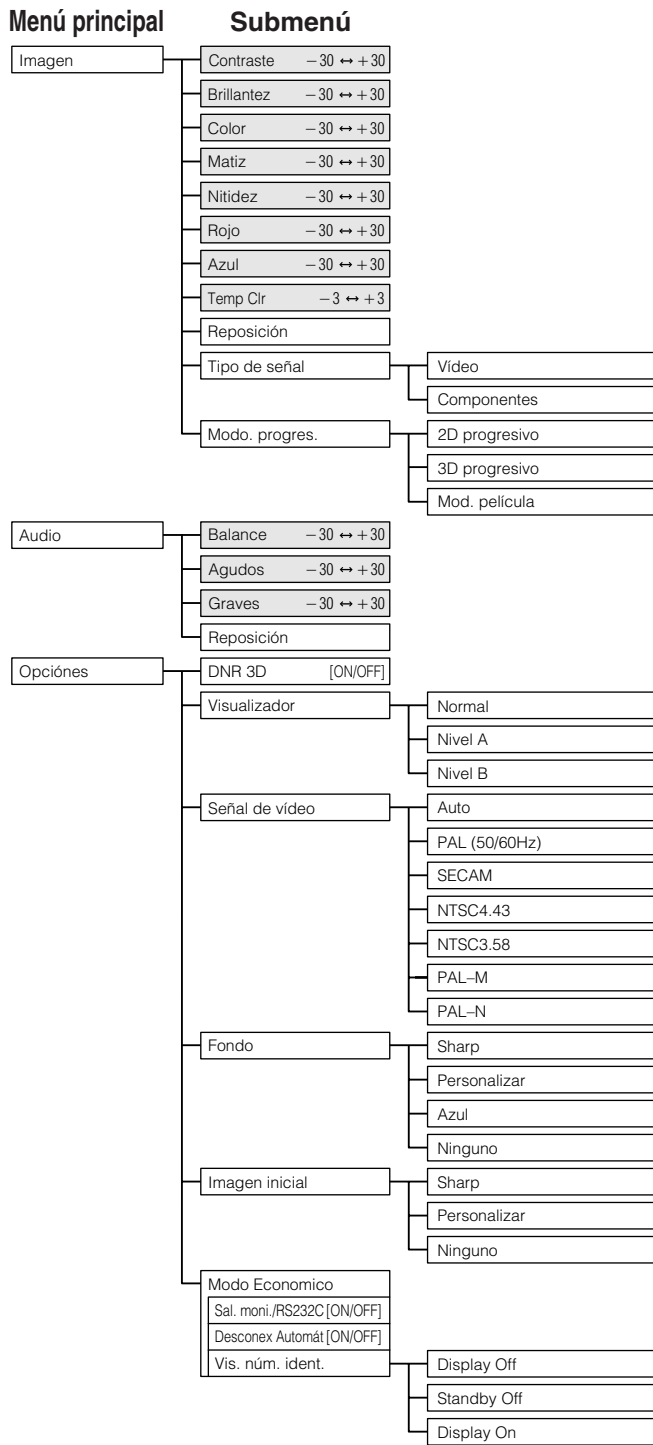 Menú principal Submenú
Imagen Contraste −30 ↔ +30
Brillantez −30 ↔ +30
Color −30 ↔ +30
Matiz −30 ↔ +30
Nitidez −30 ↔ +30
Rojo −30 ↔ +30
Azul −30 ↔ +30
Temp Clr −3 ↔ +3
Reposición
Tipo de señal Vídeo
Componentes
Modo. progres. 2D progresivo
3D progresivo
Mod. película
Audio Balance −30 ↔ +30
Agudos −30 ↔ +30
Graves −30 ↔ +30
Reposición
Opciónes DNR 3D [ON/OFF]
Visualizador Normal
Nivel A
Nivel B
Señal de vídeo Auto
PAL (50/60Hz)
SECAM
NTSC4.43
NTSC3.58
PAL–M
PAL–N
Fondo Sharp
Personalizar
Azul
Ninguno
Imagen inicial Sharp
Personalizar
Ninguno
Modo Economico
Sal. moni./RS232C [ON/OFF]
Desconex Automát [ON/OFF]
Vis. núm. ident. Display Off
Standby Off
Display On